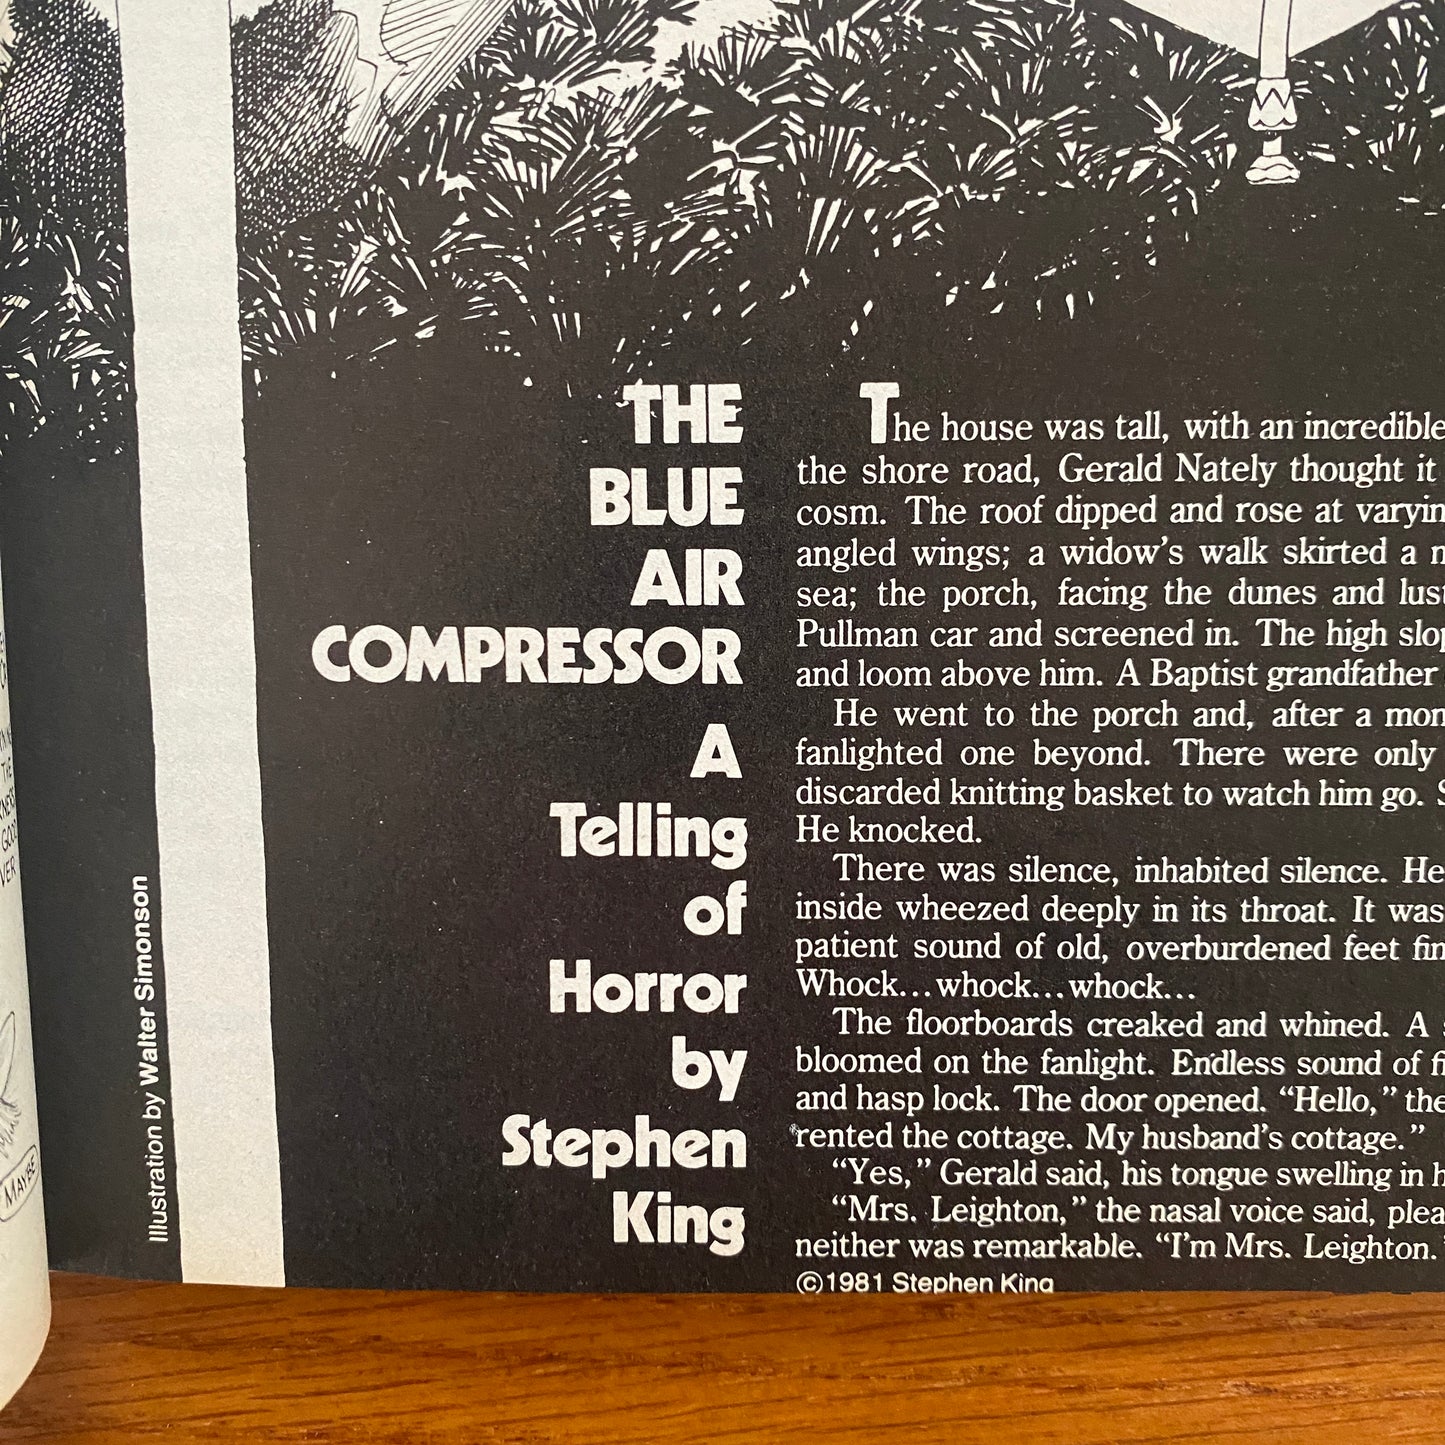 THE
BLUE
AIR
COMPRESSOR
A
Telling
of
Horror
by
Stephen
King
The house was tall, with an incredible
the shore road, Gerald Nately thought it
cosm. The roof dipped and rose at
angled wings; a widow's walk skirted a
sea; the porch, facing the dunes and
Pullman car and screened in. The high
and loom above him. A Baptist grandfather
He went to the porch and, after a
fanlighted one beyond. There were only
discarded knitting basket to watch him go.
He knocked.
There was silence, inhabited silence. He
inside wheezed deeply in its throat. It was
patient sound of old, overburdened feet
Whock...whock...whock...
The floorboards creaked and whined. A
bloomed on the fanlight. Endless sound of
and hasp lock. The door opened. "Hello," the
rented the cottage. My husband's cottage."
"Yes," Gerald said, his tongue swelling in
"Mrs. Leighton," the nasal voice said,
neither was remarkable. "I'm Mrs. Leighton."
©1981 Stephen King
Illustration by Walter Simonson
MAYBE